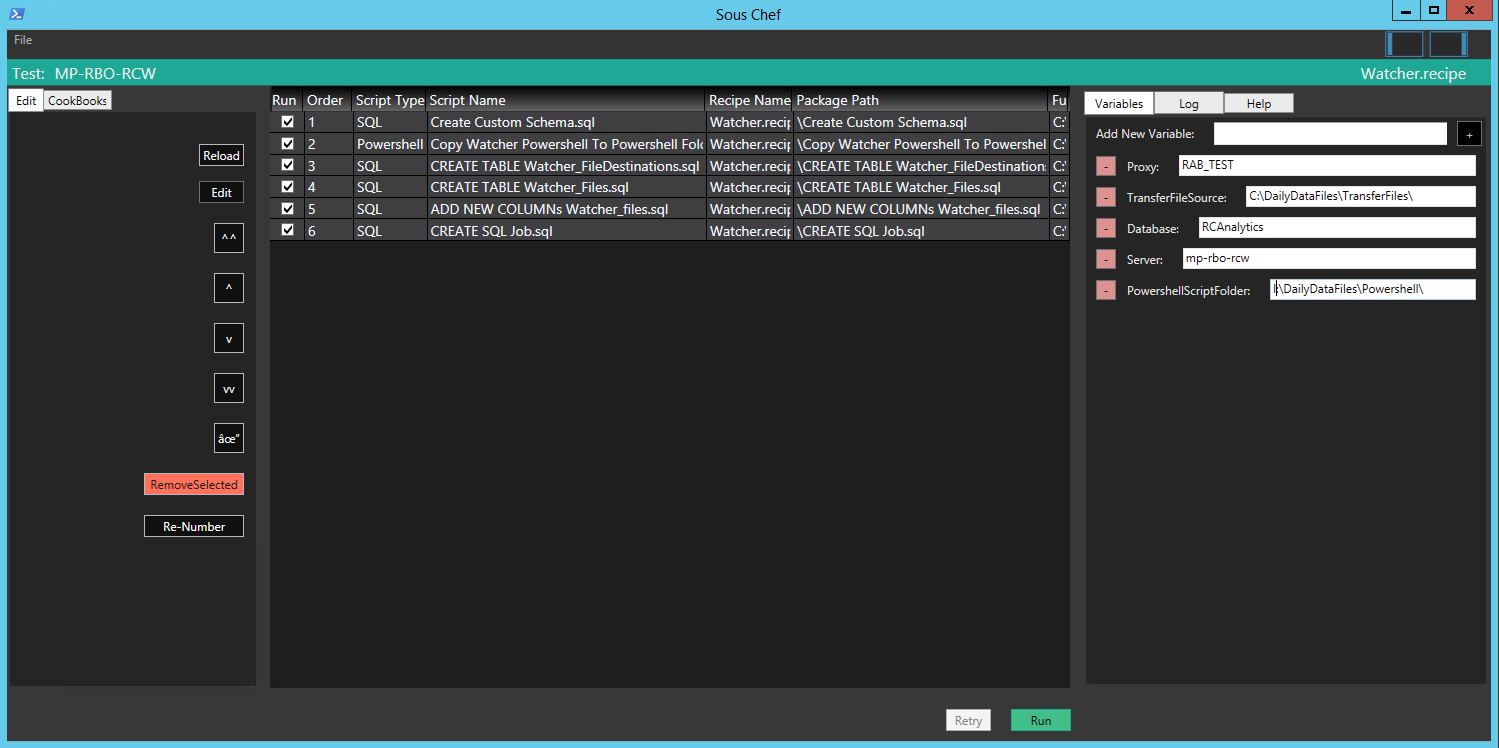 Sous Chef
File
Test: MP-RBO-RCW
Watcher.recipe
Edit CookBooks
Reload
Edit
^ ^
^
v
vv
âœ"
RemoveSelected
Re-Number
Run Order Script Type Script Name Recipe Name Package Path Fu
1 SQL Create Custom Schema.sql Watcher.recip \Create Custom Schema.sql C:\
2 Powershell Copy Watcher Powershell To Powershell Fold Watcher.recip \Copy Watcher Powershell To Powershel C:\
3 SQL CREATE TABLE Watcher_FileDestinations.sql Watcher.recip \CREATE TABLE Watcher_FileDestination: C:\
4 SQL CREATE TABLE Watcher_Files.sql Watcher.recip \CREATE TABLE Watcher_Files.sql C:\
5 SQL ADD NEW COLUMNs Watcher_files.sql Watcher.recip \ADD NEW COLUMNs Watcher_files.sql C:\
6 SQL CREATE SQL Job.sql Watcher.recip \CREATE SQL Job.sql C:\
Retry Run
Variables Log Help
Add New Variable: +
- Proxy: RAB_TEST
- TransferFileSource: C:\DailyDataFiles\TransferFiles\
- Database: RCAnalytics
- Server: mp-rbo-rcw
- PowershellScriptFolder: :\DailyDataFiles\Powershell\